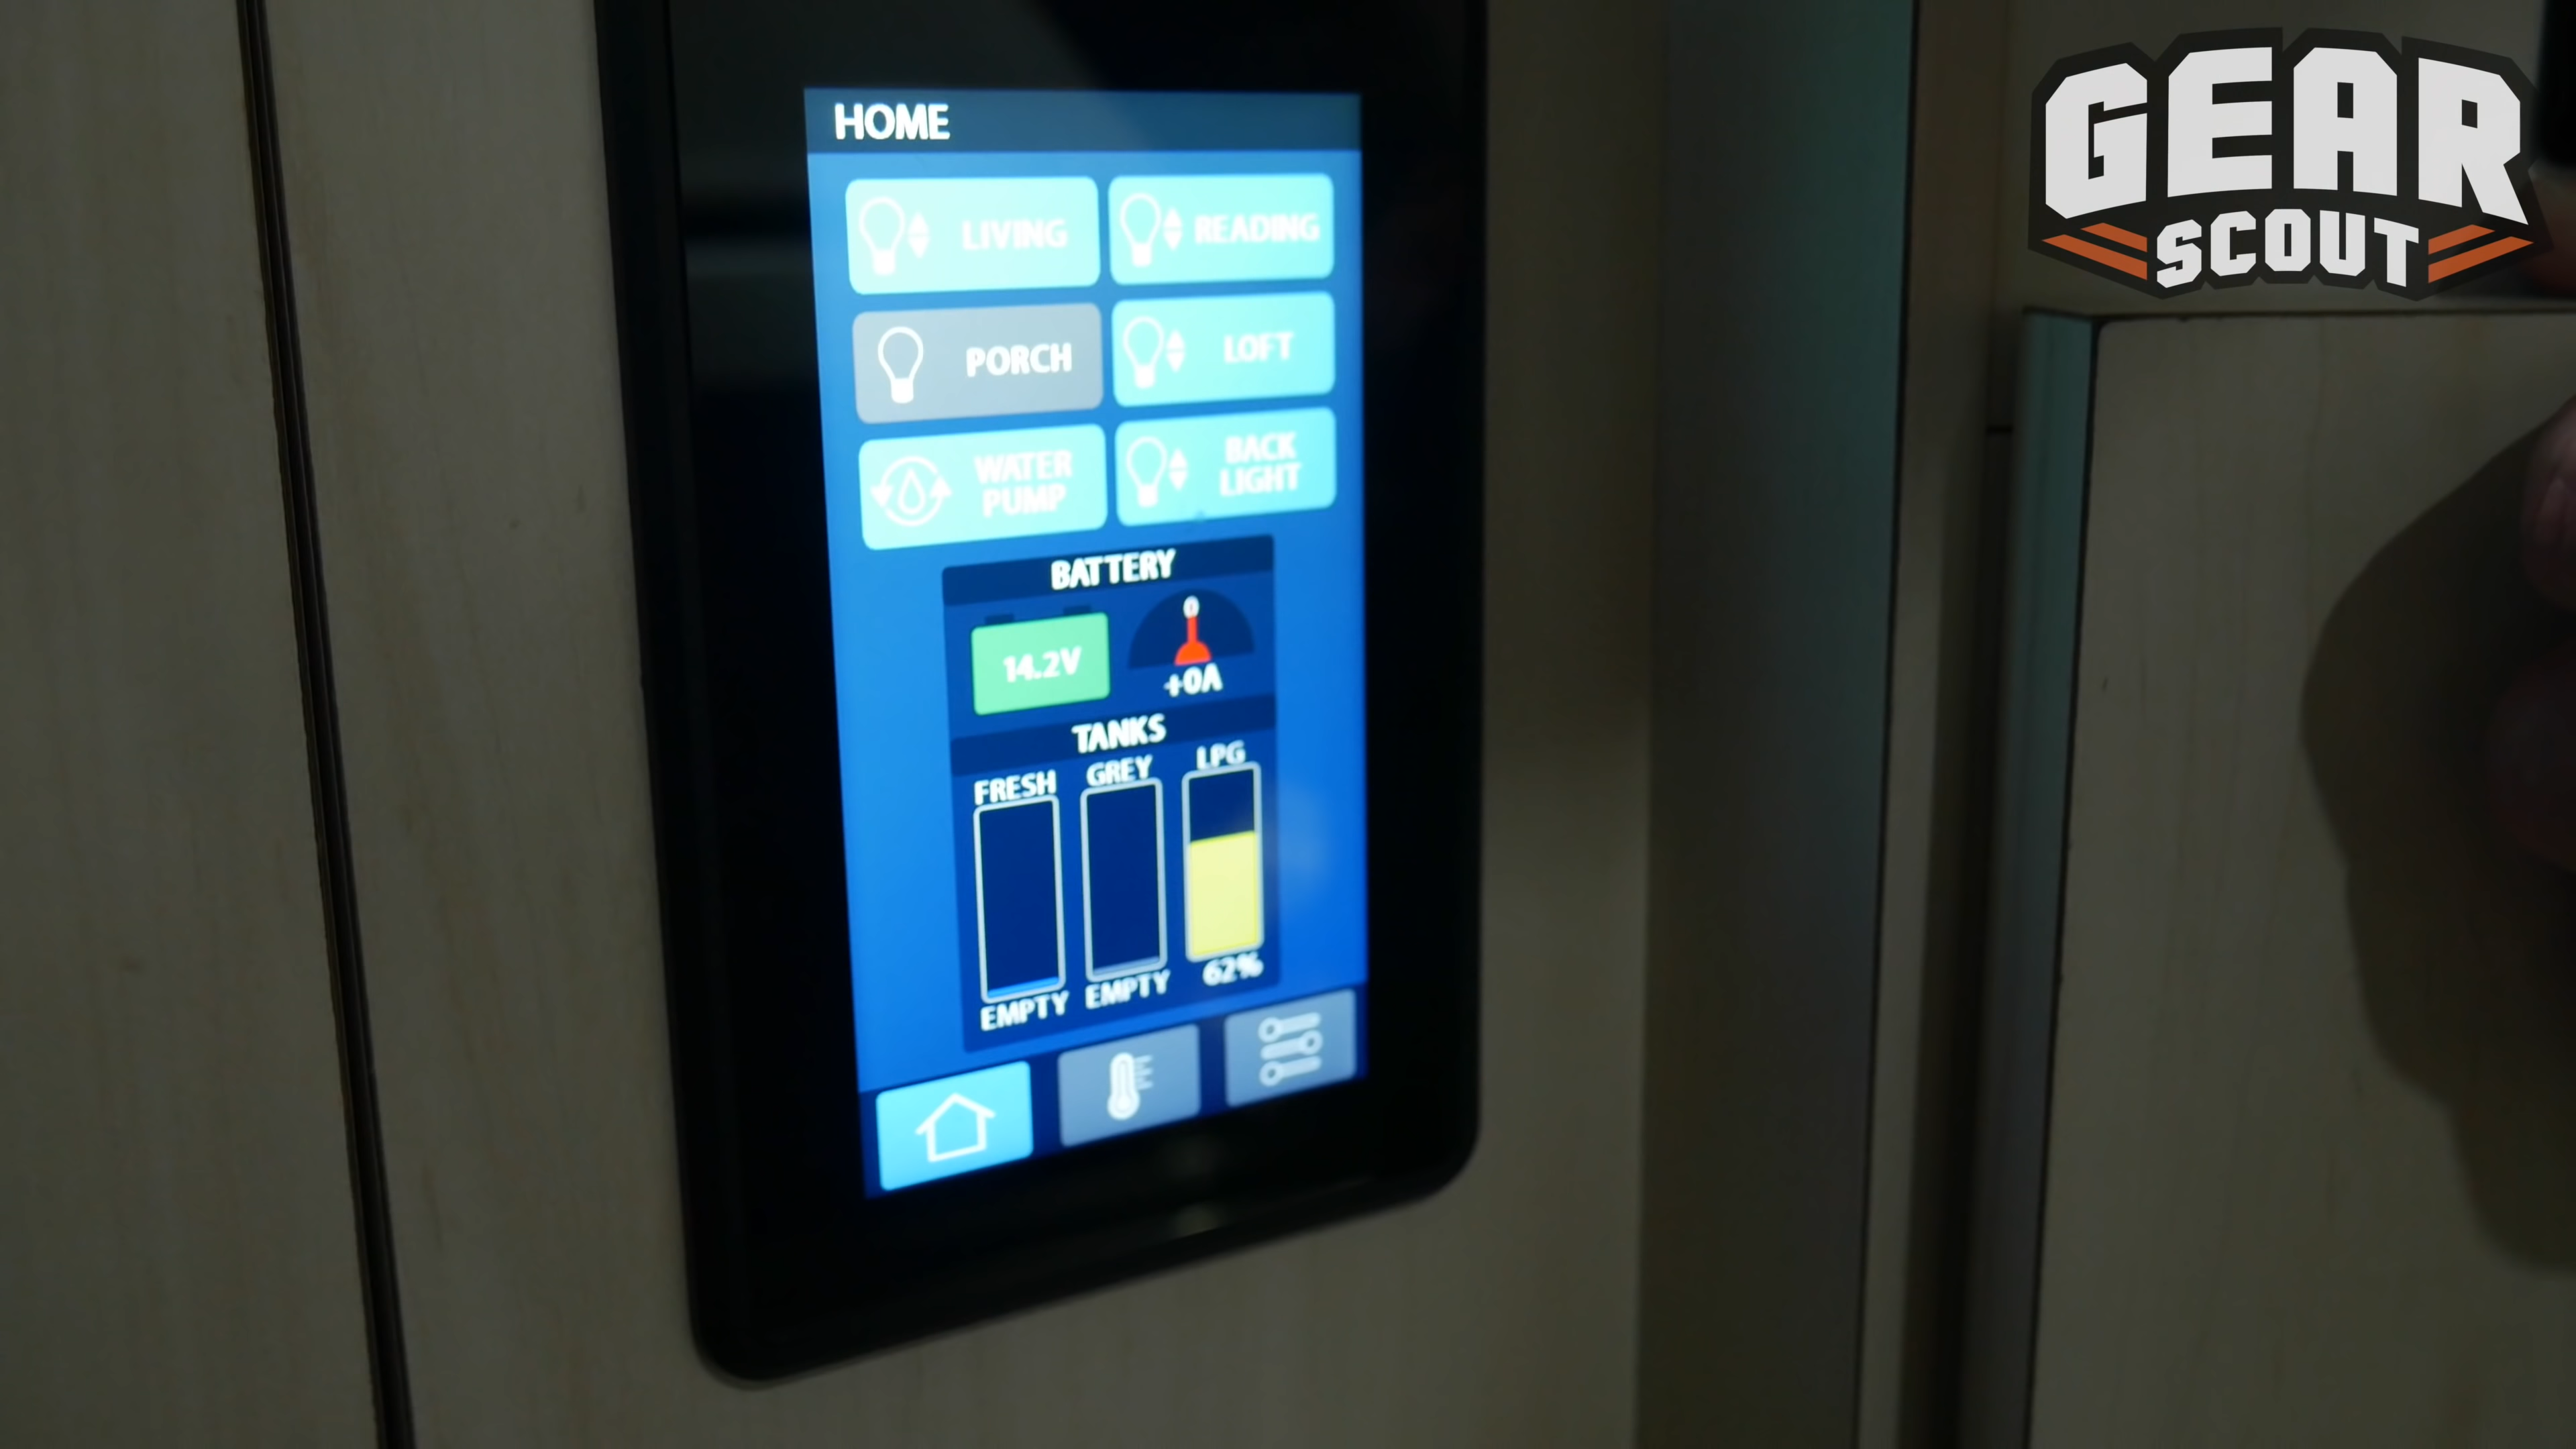 HOME
LIVING
READING
PORCH
LOFT
WATER
PUMP
BACK
LIGHT
BATTERY
14.2V
0
+0A
TANKS
FRESH
GREY
LPG
EMPTY
EMPTY
62%
GEAR
SCOUT